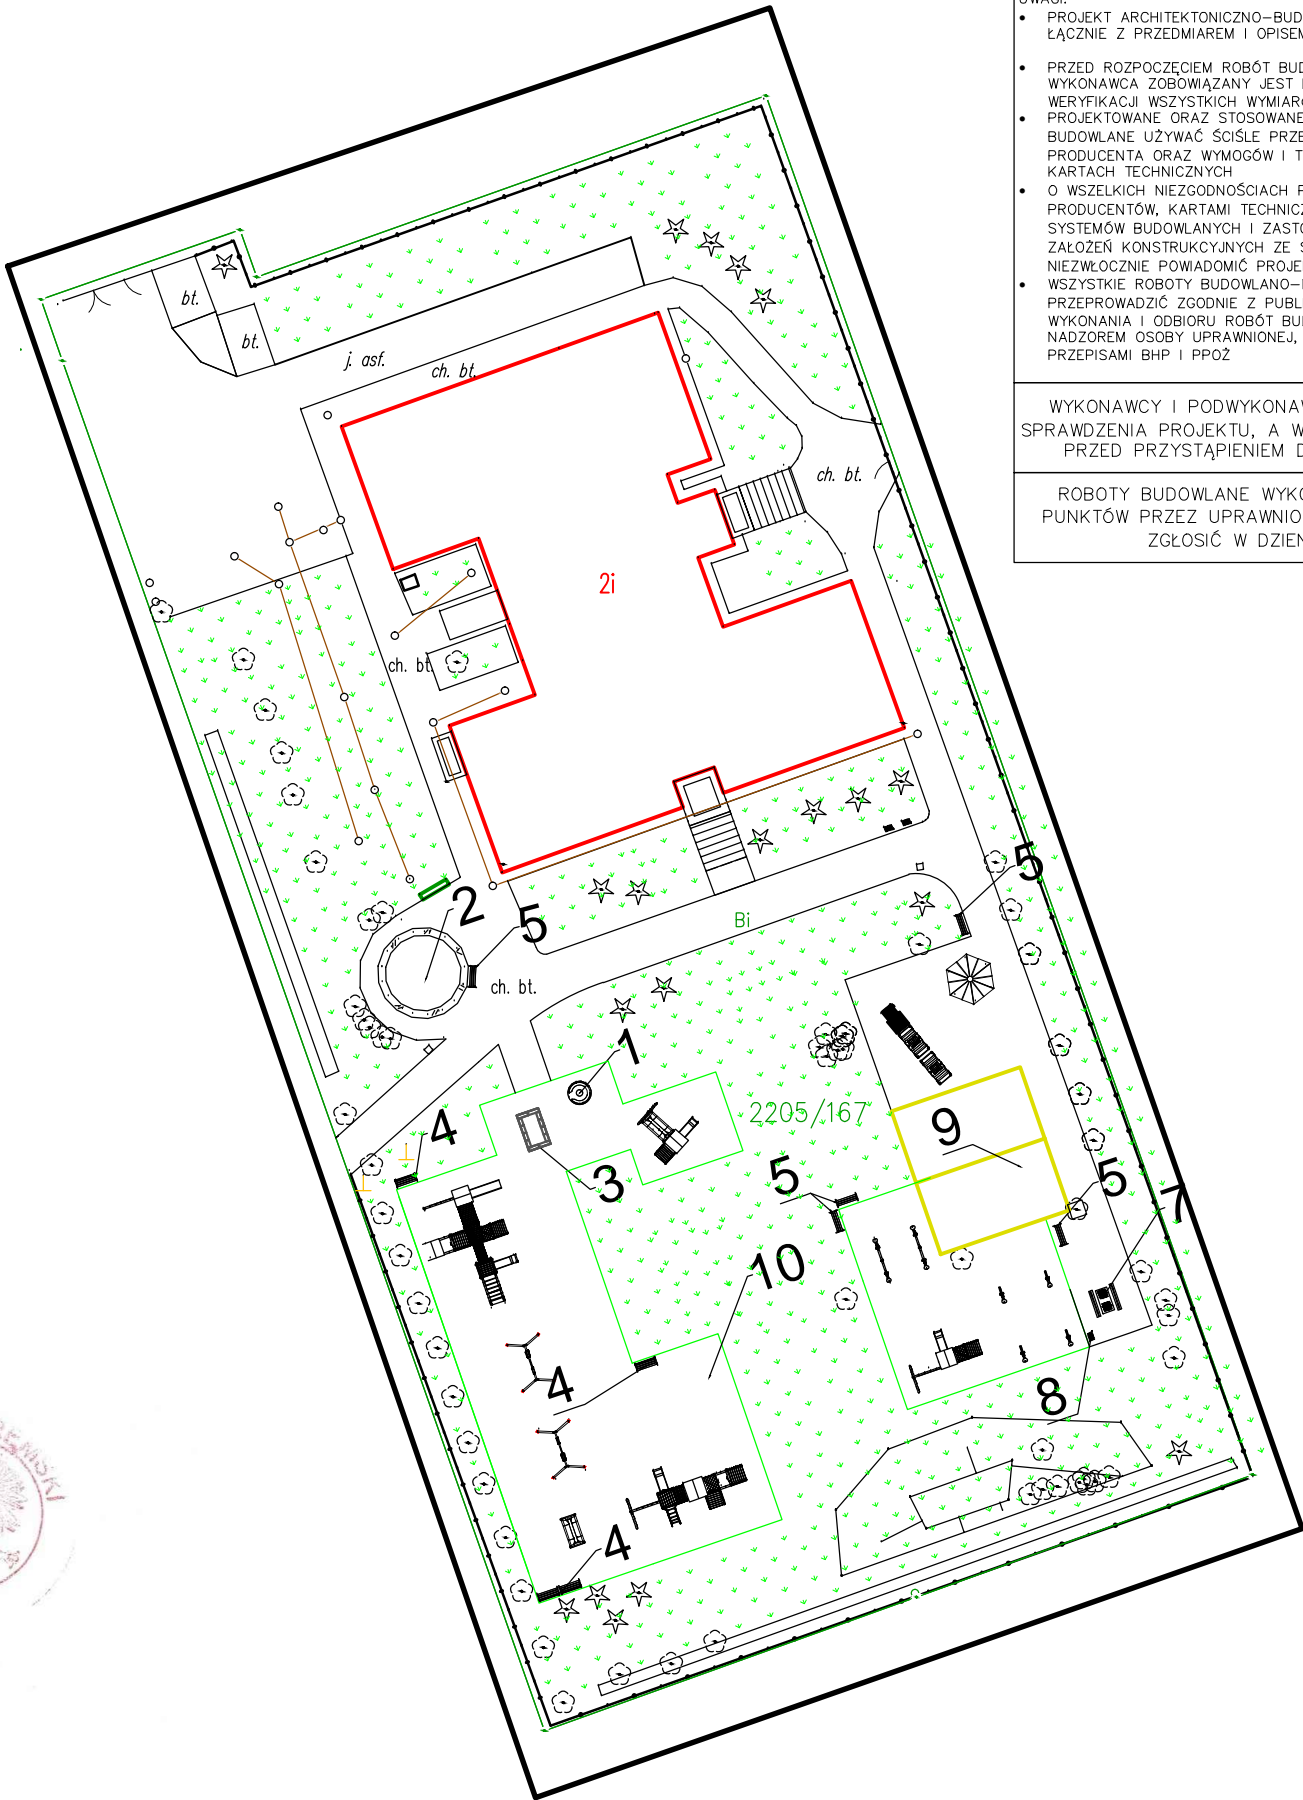 UWAGI:
• PROJEKT ARCHITEKTONICZNO-BUD
ŁĄCZNIE Z PRZEDMIAREM I OPISEM
• PRZED ROZPOCZĘCIEM ROBÓT BUD
WYKONAWCA ZOBOWIĄZANY JEST
WERYFIKACJI WSZYSTKICH WYMIARÓ
• PROJEKTOWANE ORAZ STOSOWANE
BUDOWLANE UŻYWAĆ ŚCIŚLE PRZE
PRODUCENTA ORAZ WYMOGÓW I T
KARTACH TECHNICZNYCH
• O WSZELKICH NIEZGODNOŚCIACH
PRODUCENTÓW, KARTAMI TECHNICZ
SYSTEMÓW BUDOWLANYCH I ZASTO
ZAŁOŻEŃ KONSTRUKCYJNYCH ZE S
NIEZWŁOCZNIE POWIADOMIĆ PROJE
• WSZYSTKIE ROBOTY BUDOWLANO-
PRZEPROWADZIĆ ZGODNIE Z PUBL
WYKONANIA I ODBIORU ROBÓT BU
NADZOREM OSOBY UPRAWNIONEJ,
PRZEPISAMI BHP I PPOŻ
WYKONAWCY I PODWYKONAW
SPRAWDZENIA PROJEKTU, A W
PRZED PRZYSTĄPIENIEM D
ROBOTY BUDOWLANE WYKO
PUNKTÓW PRZEZ UPRAWNIO
ZGŁOSIĆ W DZIEN
bt.
bt.
j. asf.
ch. bt.
ch. bt.
2i
ch. bt.
5
2
5
Bi
ch. bt.
1
2205/167
4
9
3
5
5
7
10
4
8
4